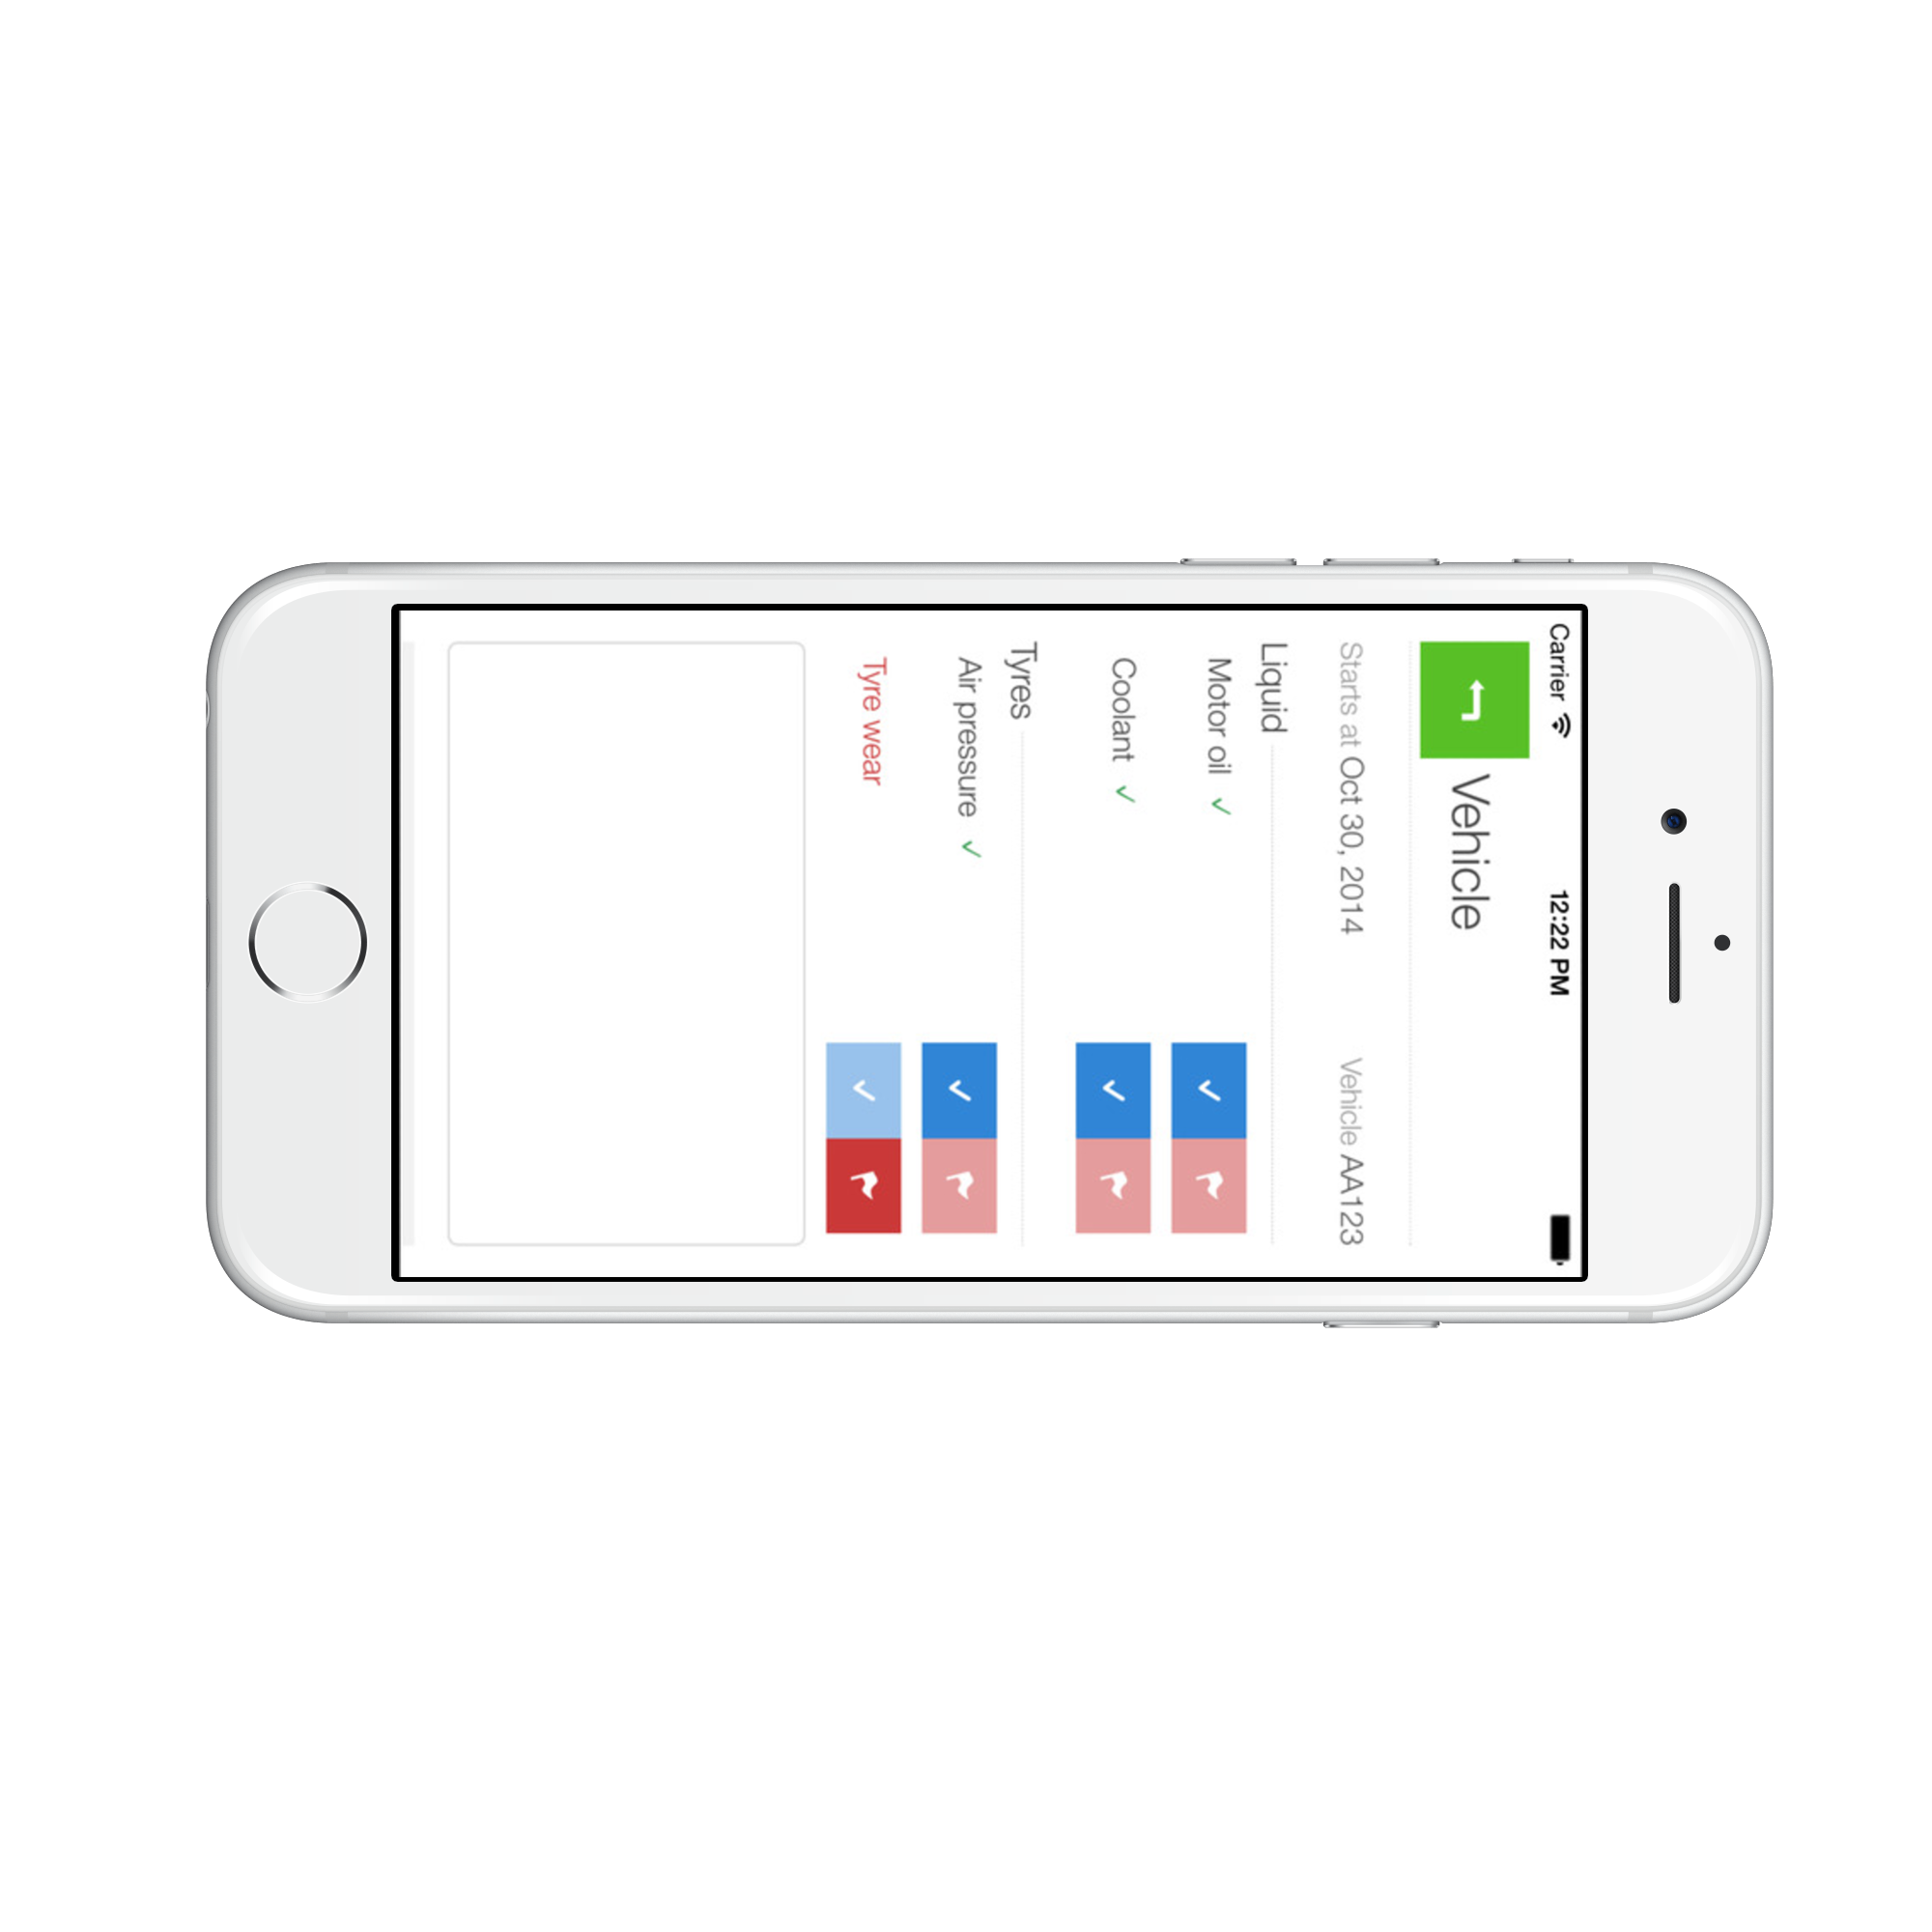 Carrier 12:22 PM
Vehicle
Starts at Oct 30, 2014 Vehicle AA123
Liquid
Motor oil
Coolant
Tyres
Air pressure
Tyre wear